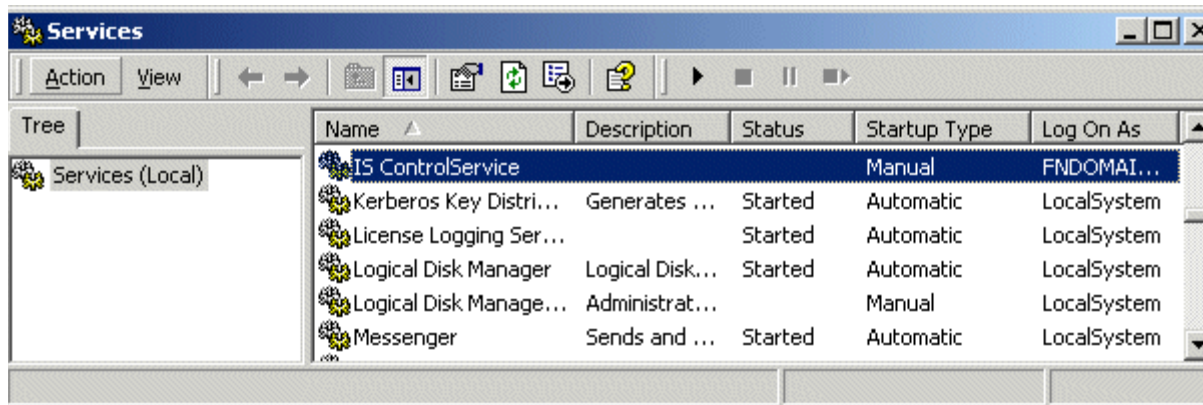 Services
Action View
Tree
Services (Local)
Name Description Status Startup Type Log On As
IS ControlService Manual FNDOMAI...
Kerberos Key Distri... Generates ... Started Automatic LocalSystem
License Logging Ser... Started Automatic LocalSystem
Logical Disk Manager Logical Disk... Started Automatic LocalSystem
Logical Disk Manage... Administrat... Manual LocalSystem
Messenger Sends and ... Started Automatic LocalSystem